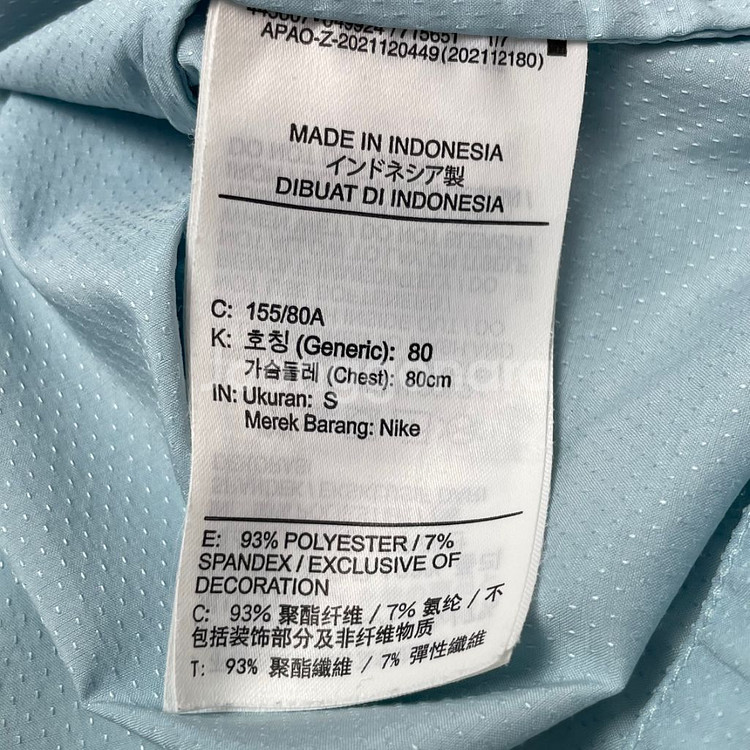 APAO-Z-2021120449(202112180)
MADE IN INDONESIA
インドネシア製
DIBUAT DI INDONESIA
C: 155/80A
K: 호칭 (Generic): 80
가슴둘레 (Chest): 80cm
IN: Ukuran: S
Merek Barang: Nike
E: 93% POLYESTER / 7%
SPANDEX / EXCLUSIVE OF
DECORATION
C: 93% 聚酯纤维 / 7% 氨纶 / 不
包括装饰部分及非纤维物质
T: 93% 聚酯纖維 / 7% 彈性纖維